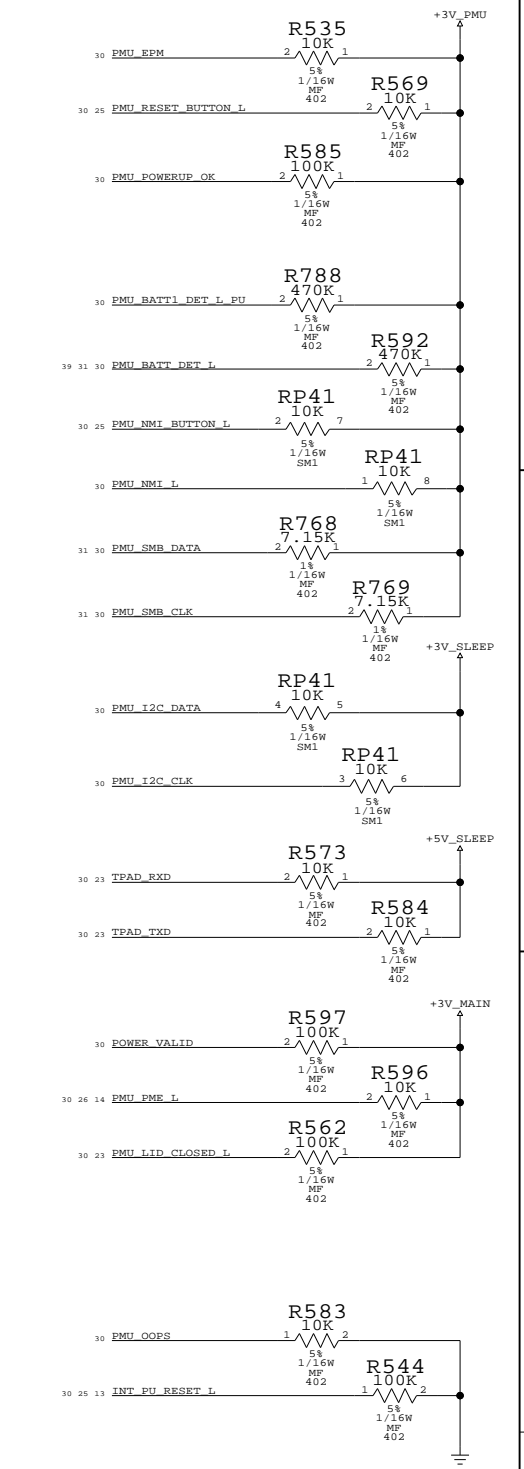 +3V_PMU
R535
10K
30 PMU_EPM 2 1
5%
1/16W
MF
402
R569
10K
30 25 PMU_RESET_BUTTON_L 2 1
5%
1/16W
MF
402
R585
100K
30 PMU_POWERUP_OK 2 1
5%
1/16W
MF
402
R788
470K
30 PMU_BATT1_DET_L_PU 2 1
5%
1/16W
MF
402
R592
470K
39 31 30 PMU_BATT_DET_L 2 1
5%
1/16W
MF
402
RP41
10K
30 25 PMU_NMI_BUTTON_L 2 7
5%
1/16W
SM1
RP41
10K
30 PMU_NMI_L 1 8
5%
1/16W
SM1
R768
7.15K
31 30 PMU_SMB_DATA 2 1
1%
1/16W
MF
402
R769
7.15K
31 30 PMU_SMB_CLK 2 1
1%
1/16W
MF
402
+3V_SLEEP
RP41
10K
30 PMU_I2C_DATA 4 5
5%
1/16W
SM1
RP41
10K
30 PMU_I2C_CLK 3 6
5%
1/16W
SM1
+5V_SLEEP
R573
10K
30 23 TPAD_RXD 2 1
5%
1/16W
MF
402
R584
10K
30 23 TPAD_TXD 2 1
5%
1/16W
MF
402
+3V_MAIN
R597
100K
30 POWER_VALID 2 1
5%
1/16W
MF
402
R596
10K
30 26 14 PMU_PME_L 2 1
5%
1/16W
MF
402
R562
100K
30 23 PMU_LID_CLOSED_L 2 1
5%
1/16W
MF
402
R583
10K
30 PMU_OOPS 1 2
5%
1/16W
MF
402
R544
100K
30 25 13 INT_PU_RESET_L 1 2
5%
1/16W
MF
402